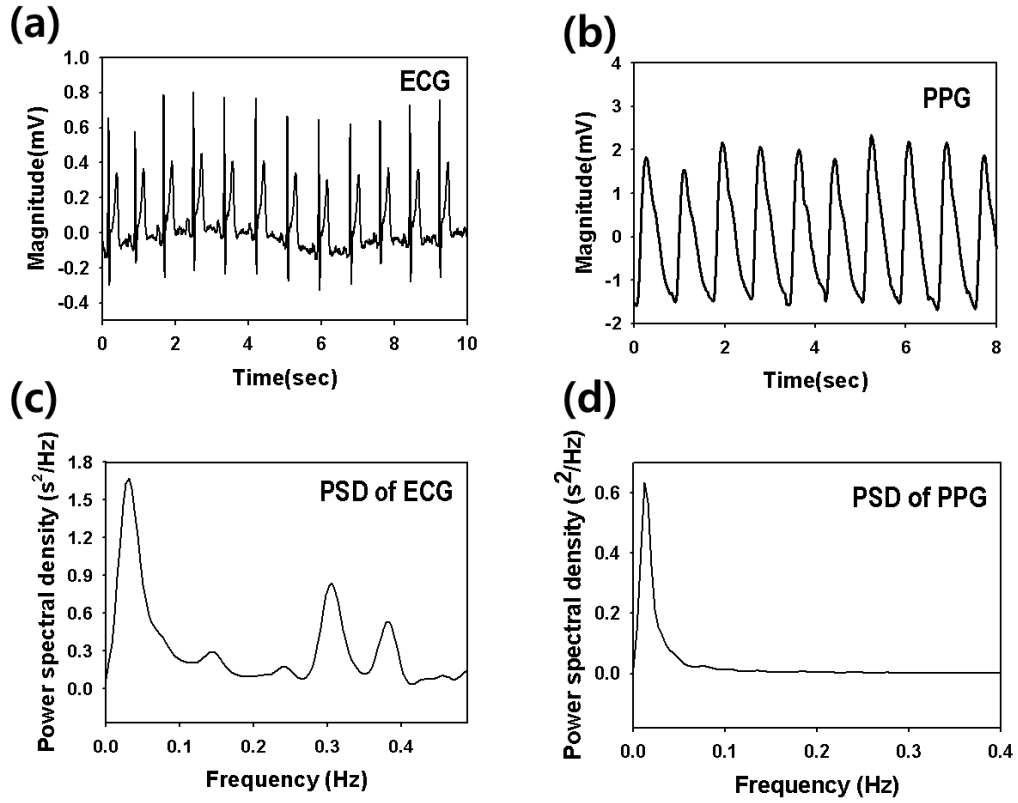 (a)
ECG
Magnitude(mV)
1.0
0.8
0.6
0.4
0.2
0.0
-0.2
-0.4
0 2 4 6 8 10
Time(sec)
(b)
PPG
Magnitude(mV)
4
3
2
1
0
-1
-2
0 2 4 6 8
Time(sec)
(c)
PSD of ECG
Power spectral density (s²/Hz)
1.8
1.5
1.2
0.9
0.6
0.3
0.0
0.0 0.1 0.2 0.3 0.4
Frequency (Hz)
(d)
PSD of PPG
Power spectral density (s²/Hz)
0.6
0.4
0.2
0.0
0.0 0.1 0.2 0.3 0.4
Frequency (Hz)